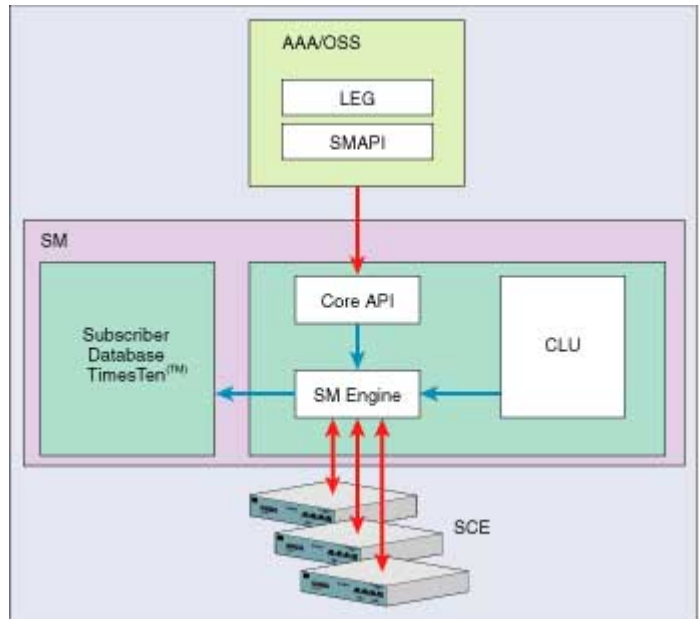 AAA/OSS
LEG
SMAPI
SM
Subscriber
Database
TimesTen(TM)
Core API
SM Engine
CLU
SCE